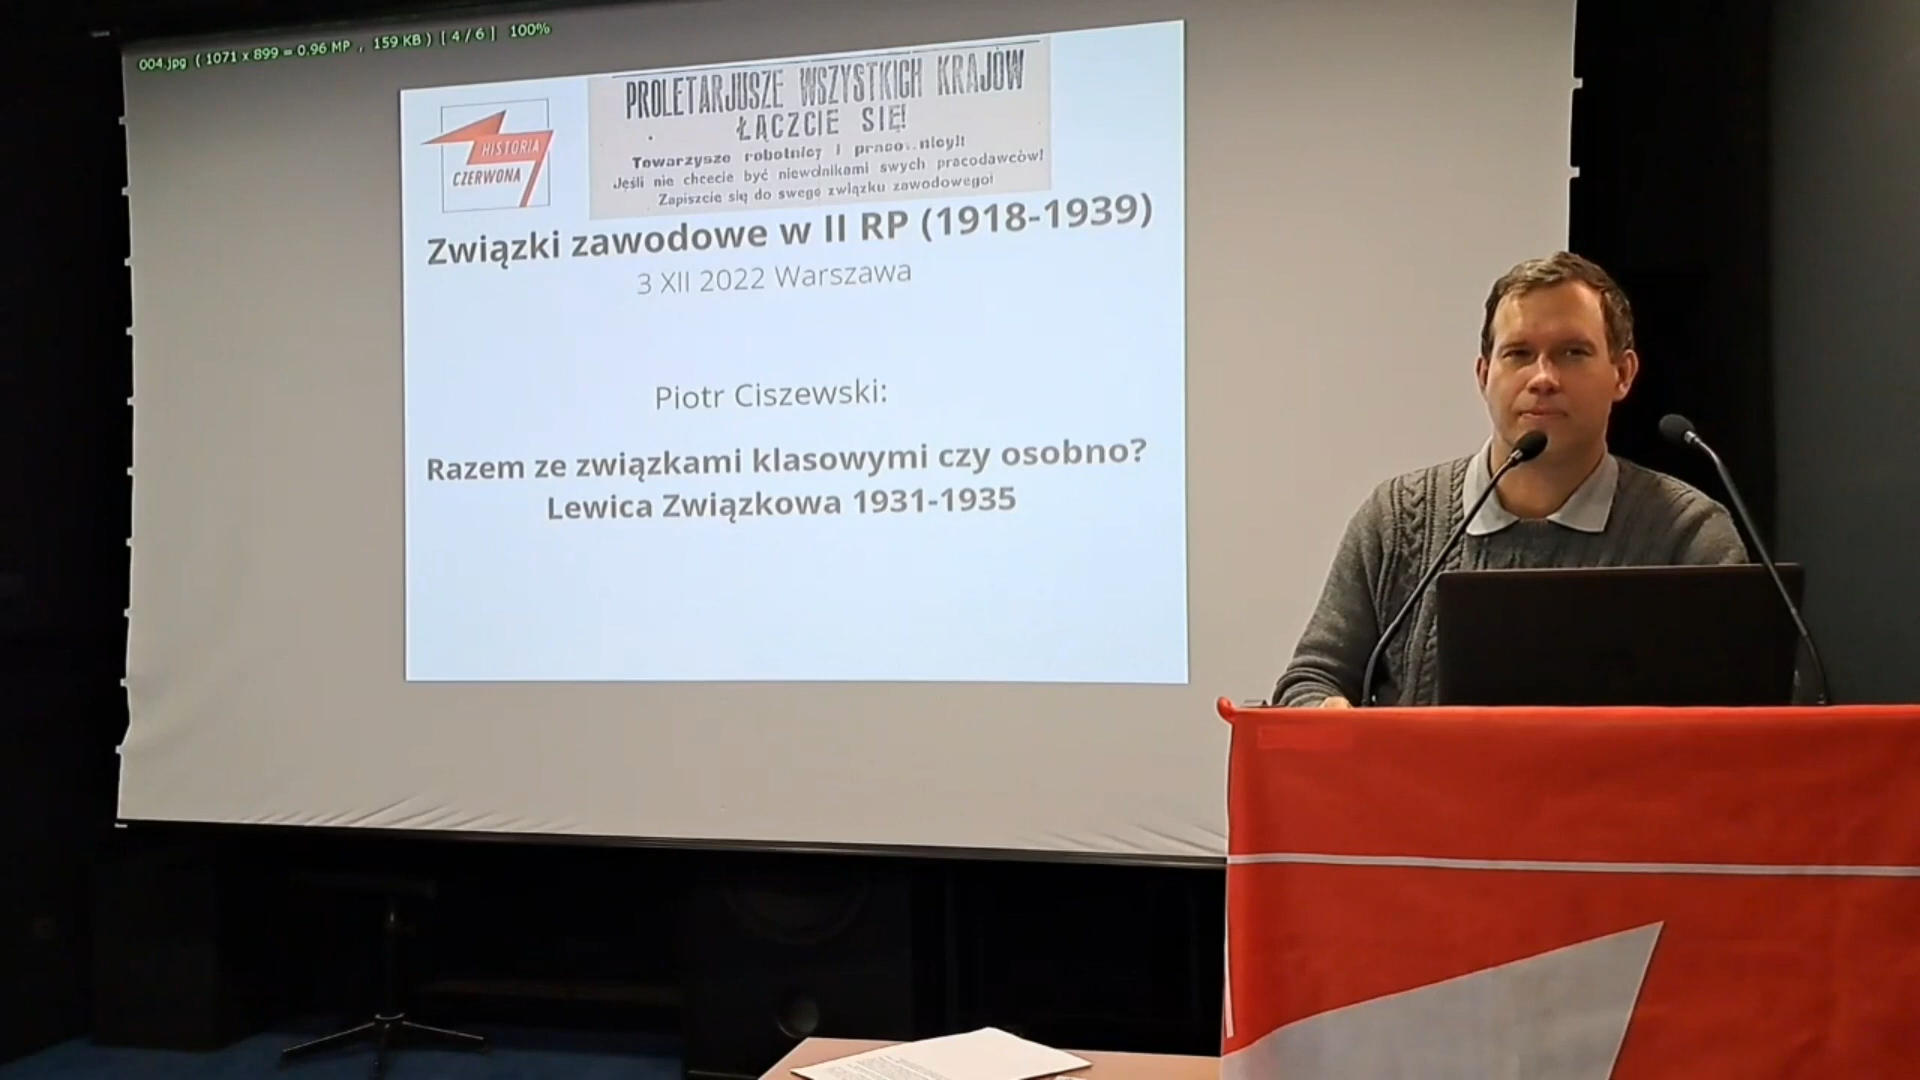 004.jpg ( 1071 x 899 = 0.96 MP , 159 KB ) [ 4 / 6 ] 100%
HISTORIA
CZERWONA
PROLETARJUSZE WSZYSTKICH KRAJÓW
ŁĄCZCIE SIĘ!
Towarzysze robotnicy i praco..nicy!!
Jeśli nie chcecie być niewolnikami swych pracodawców!
Zapiszcie się do swego związku zawodowego!
Związki zawodowe w II RP (1918-1939)
3 XII 2022 Warszawa
Piotr Ciszewski:
Razem ze związkami klasowymi czy osobno?
Lewica Związkowa 1931-1935